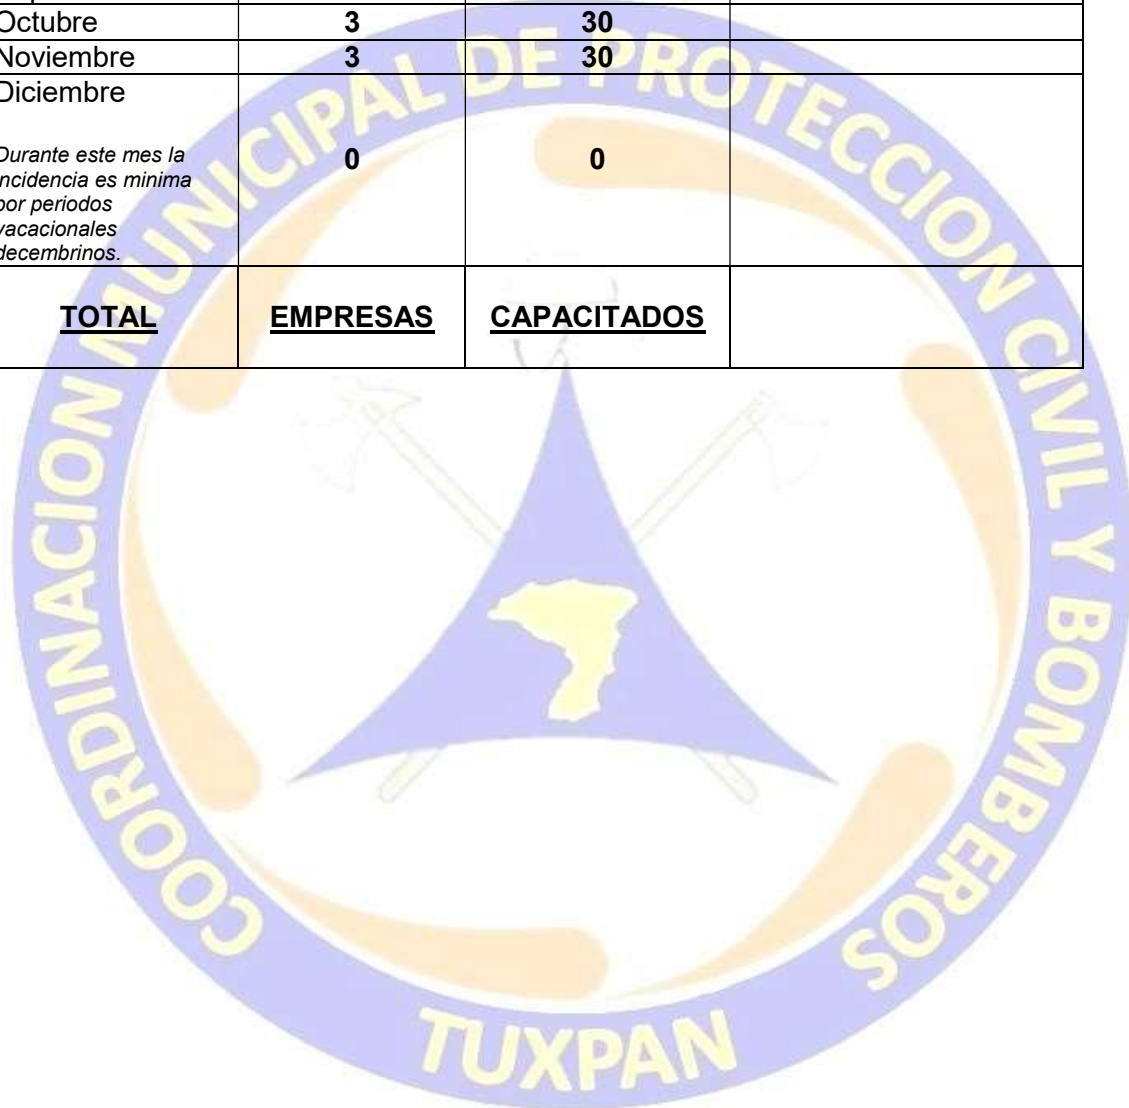 Octubre 3 30
Noviembre 3 30
Diciembre
Durante este mes la
incidencia es minima
por periodos
vacacionales
decembrinos.
0 0
TOTAL EMPRESAS CAPACITADOS
COORDINACION MUNICIPAL DE PROTECCION CIVIL Y BOMBEROS
TUXPAN